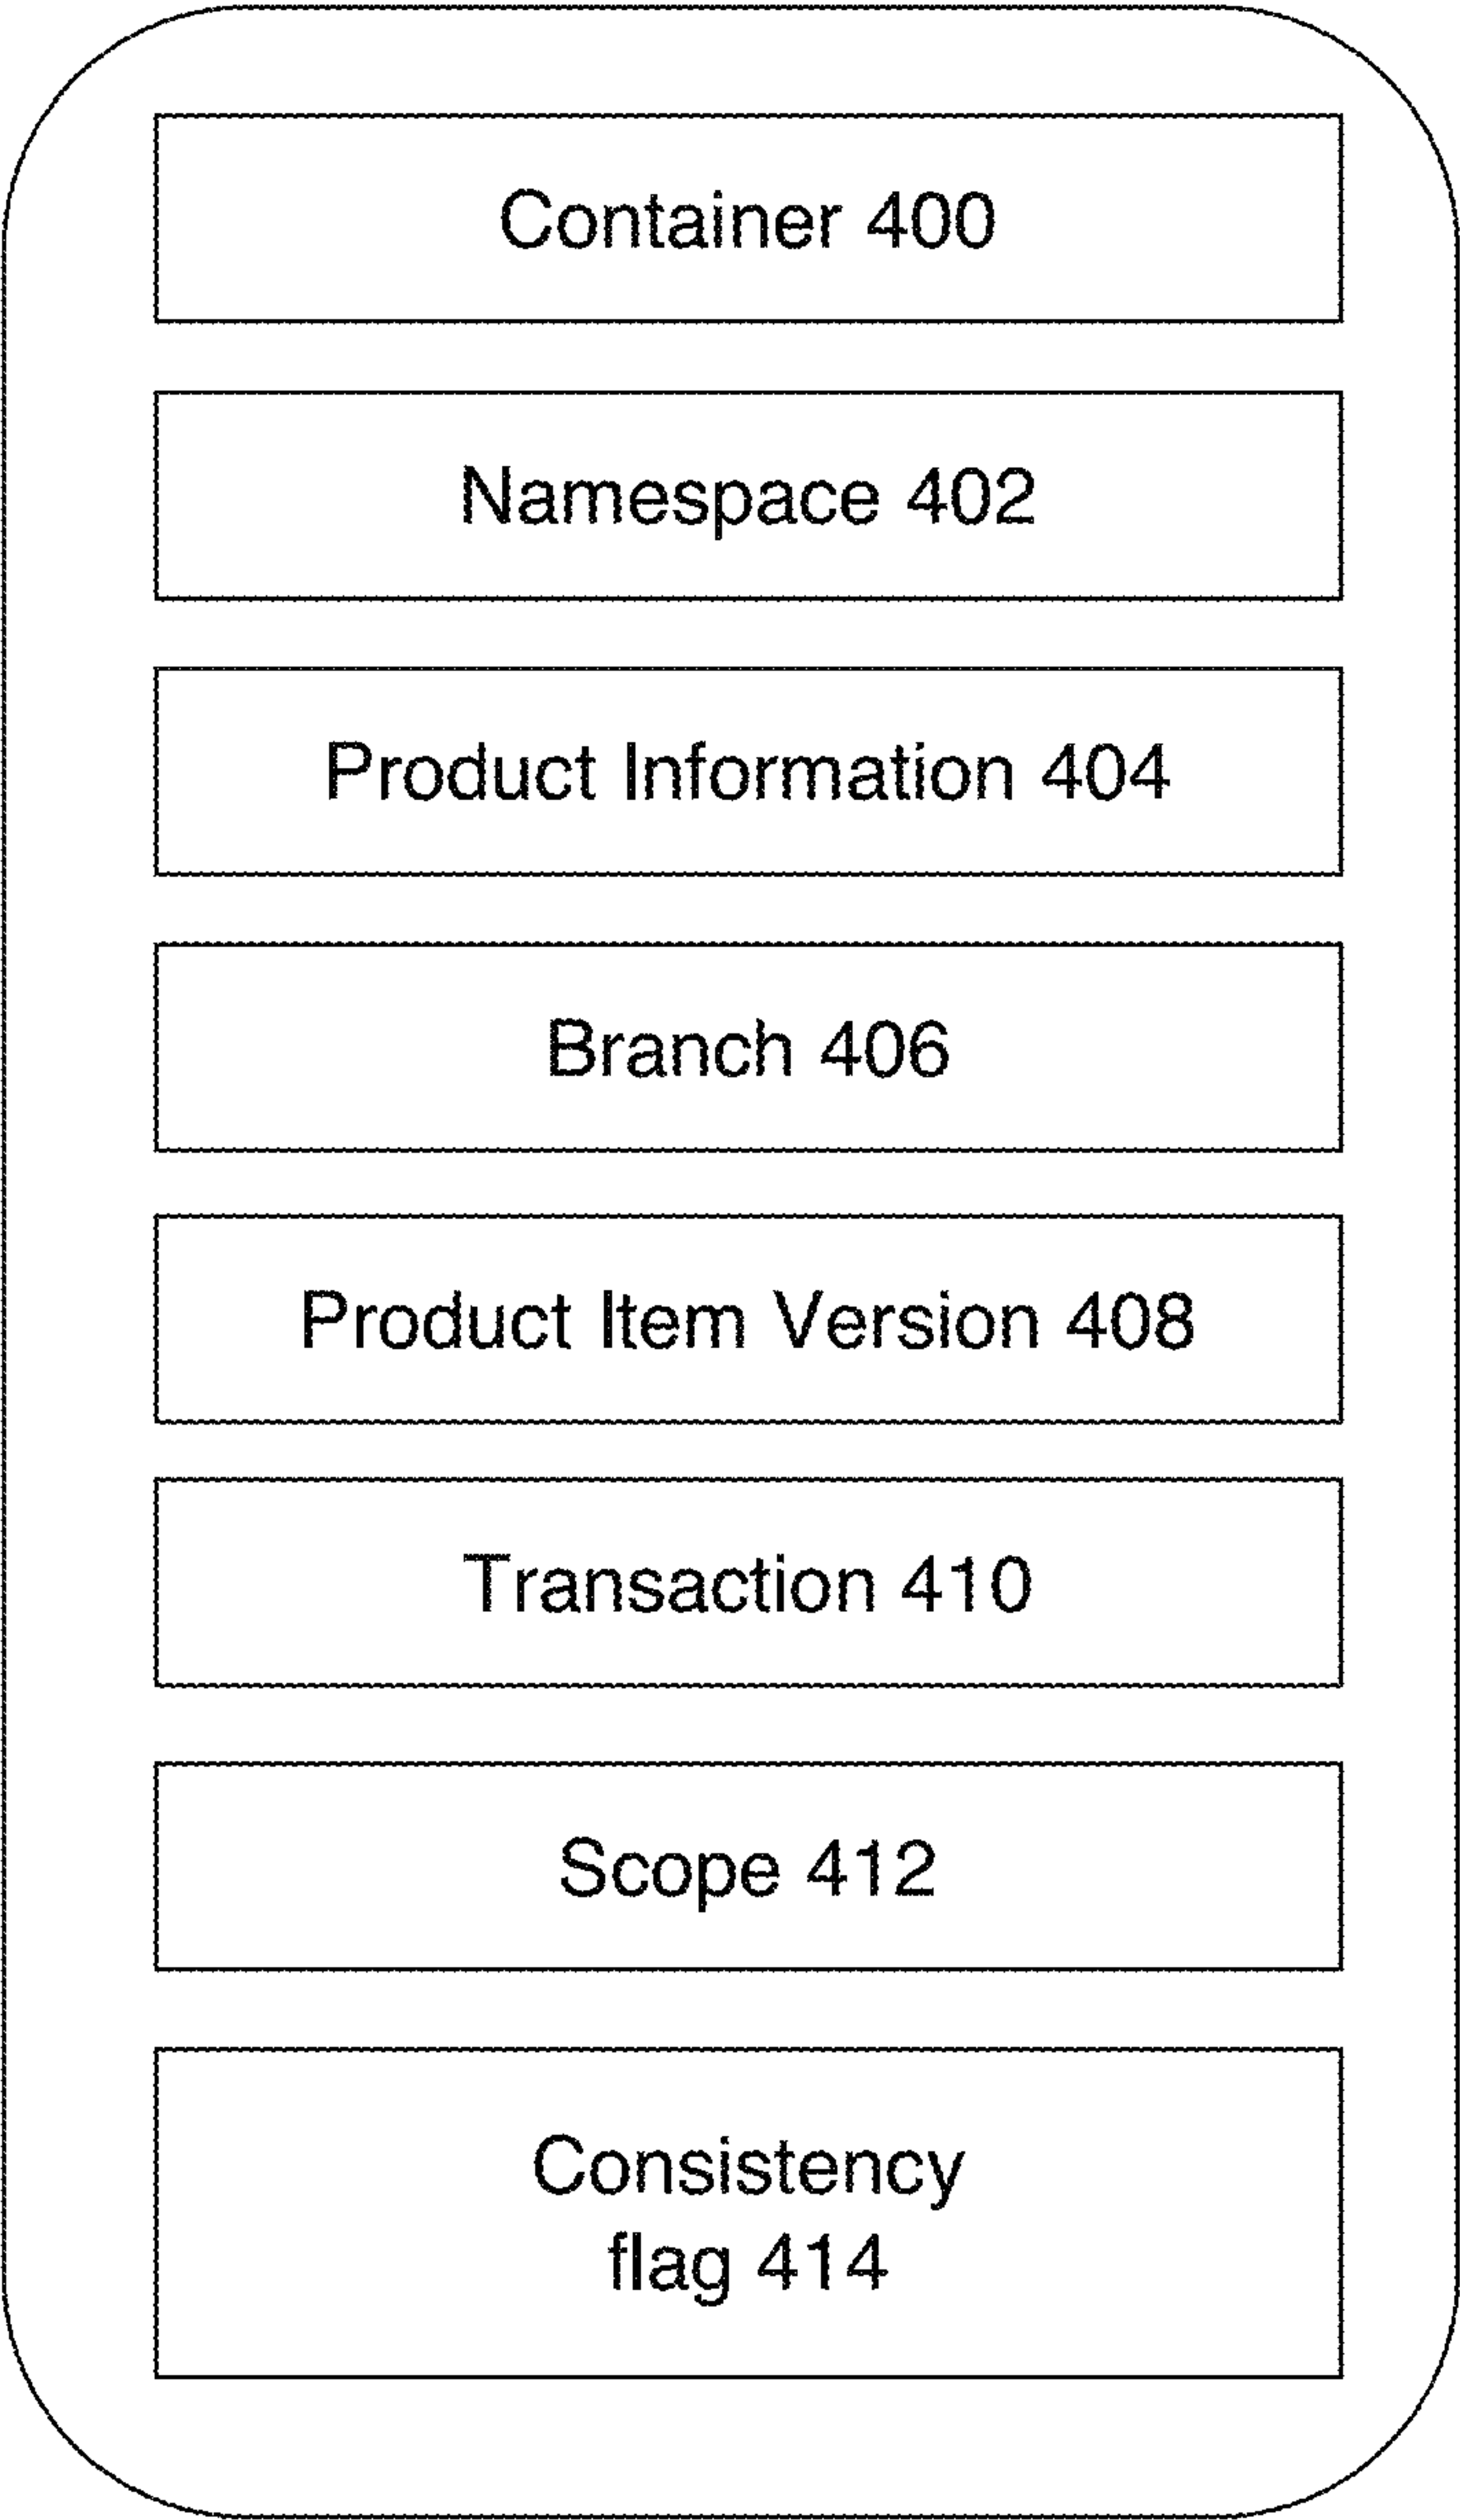 Container 400
Namespace 402
Product Information 404
Branch 406
Product Item Version 408
Transaction 410
Scope 412
Consistency
flag 414